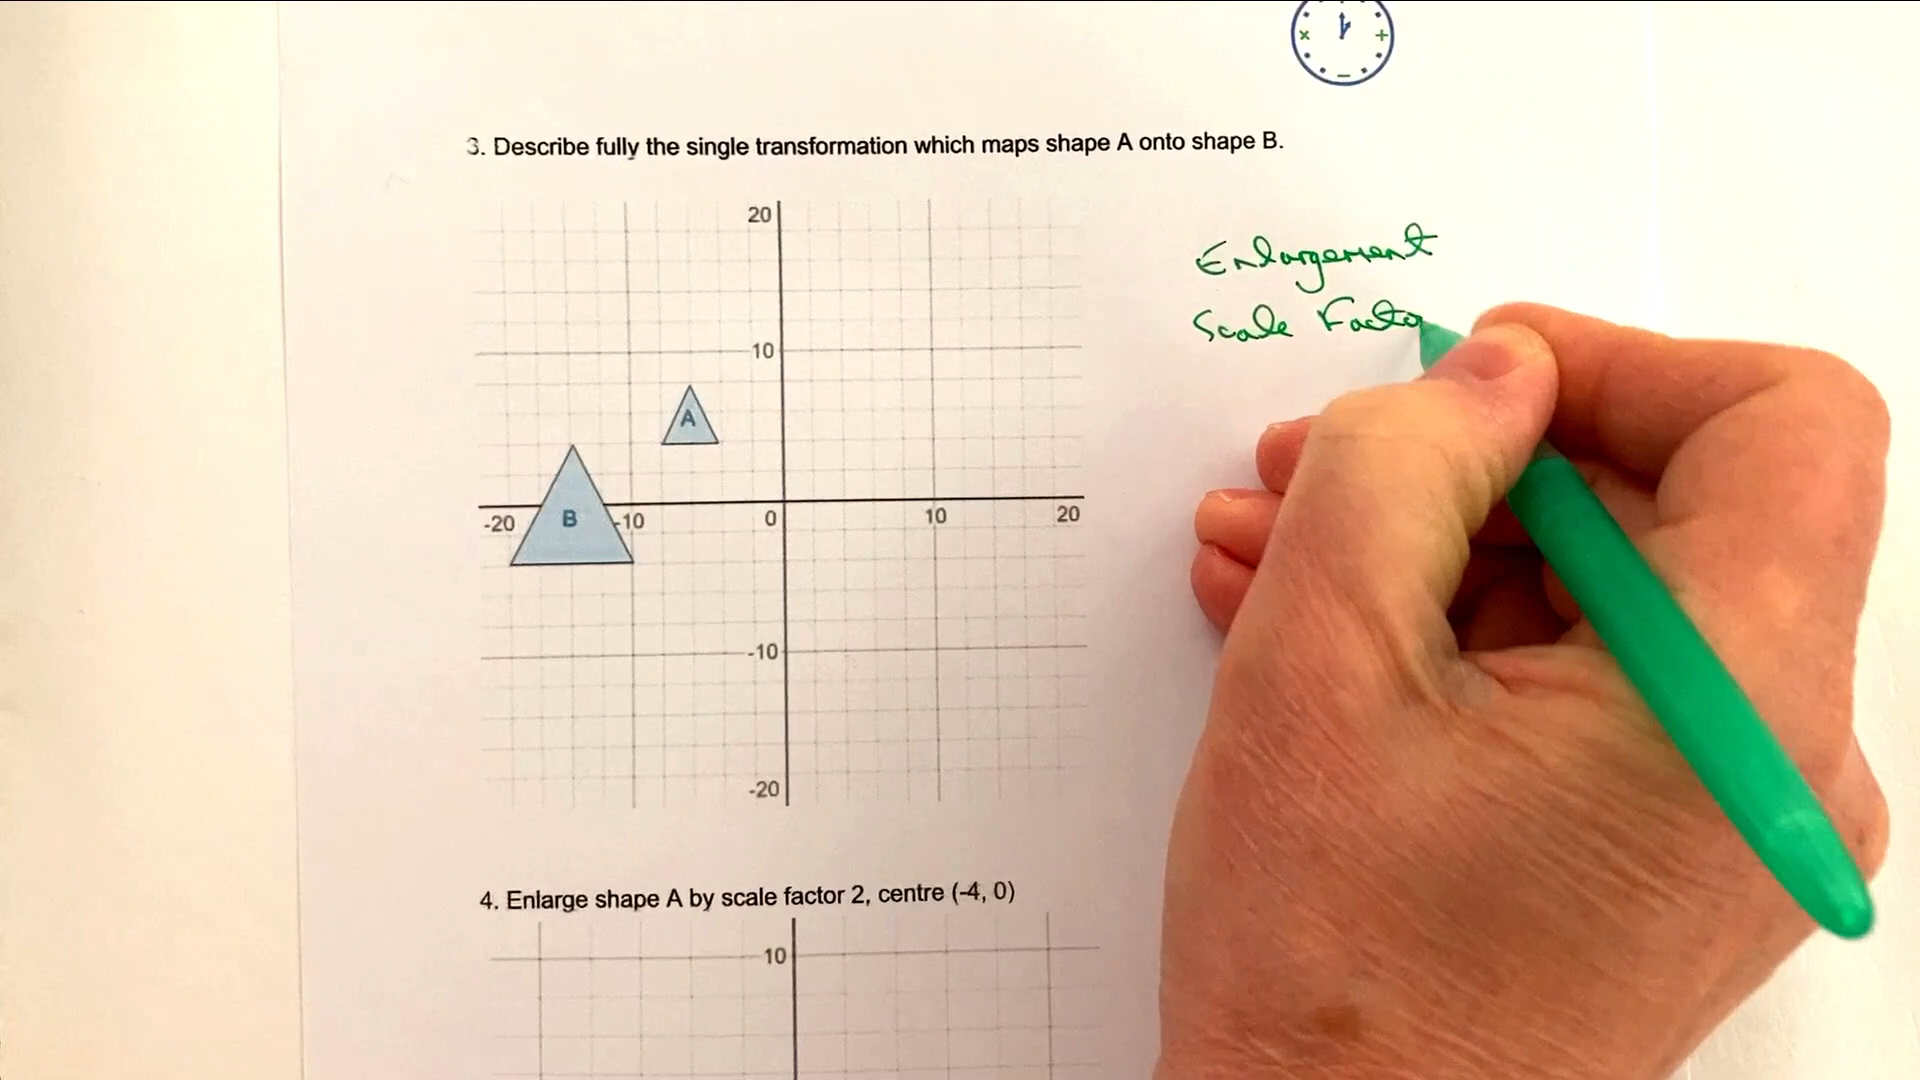 × +
−
3. Describe fully the single transformation which maps shape A onto shape B.
Enlargement
Scale Factor
20
10
A
B
-20 -10 0 10 20
-10
-20
4. Enlarge shape A by scale factor 2, centre (-4, 0)
10